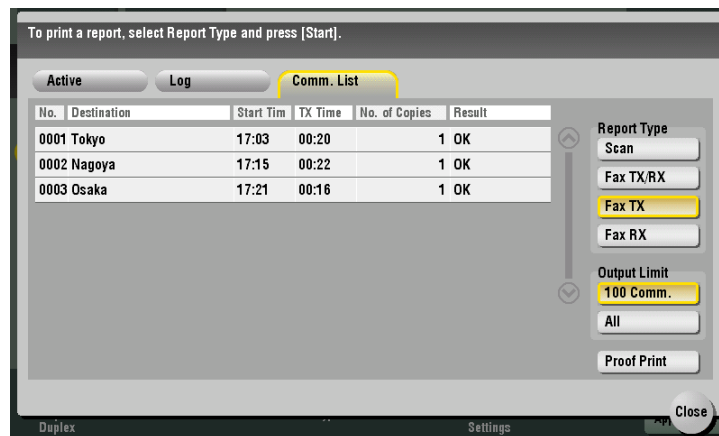 To print a report, select Report Type and press [Start].
Active Log Comm. List
No. Destination Start Tim TX Time No. of Copies Result
0001 Tokyo 17:03 00:20 1 OK
0002 Nagoya 17:15 00:22 1 OK
0003 Osaka 17:21 00:16 1 OK
Report Type
Scan
Fax TX/RX
Fax TX
Fax RX
Output Limit
100 Comm.
All
Proof Print
Close
Duplex Settings